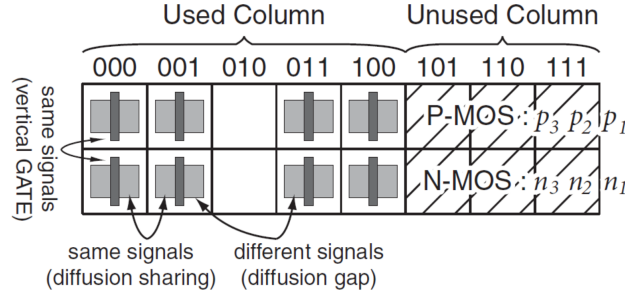 Used Column
Unused Column
000 001 010 011 100 101 110 111
same signals
(vertical GATE)
P-MOS : p3 p2 p1
N-MOS : n3 n2 n1
same signals
(diffusion sharing)
different signals
(diffusion gap)